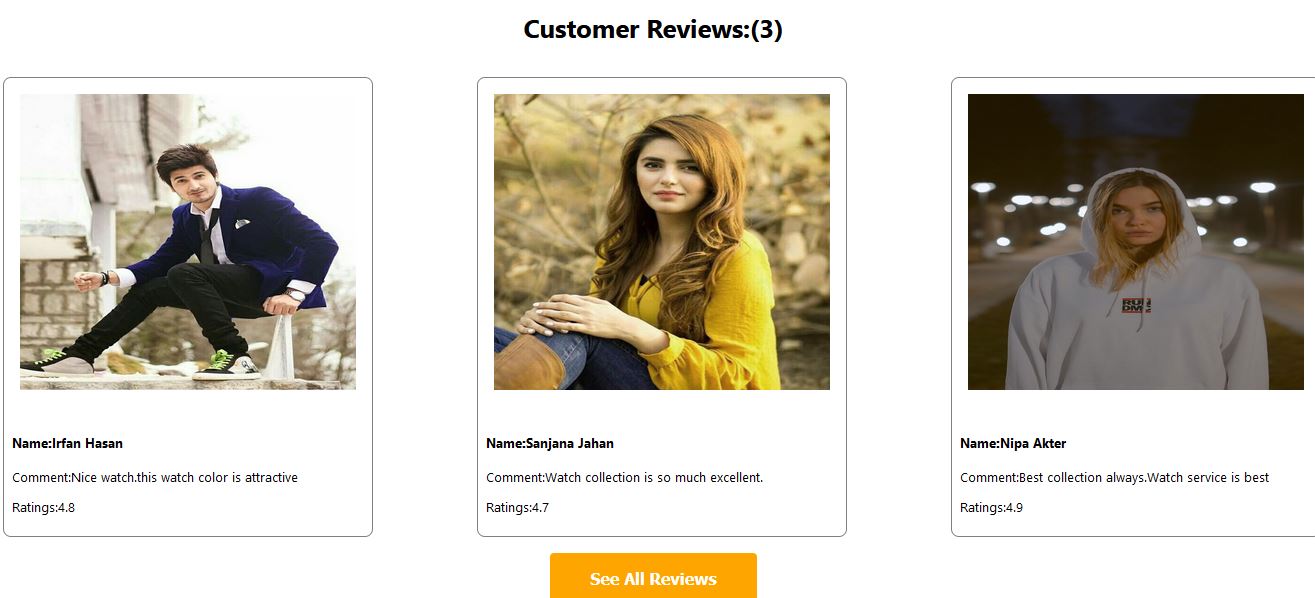 Customer Reviews:(3)
Name:Irfan Hasan
Comment:Nice watch.this watch color is attractive
Ratings:4.8
Name:Sanjana Jahan
Comment:Watch collection is so much excellent.
Ratings:4.7
RUN
DMC
Name:Nipa Akter
Comment:Best collection always.Watch service is best
Ratings:4.9
See All Reviews